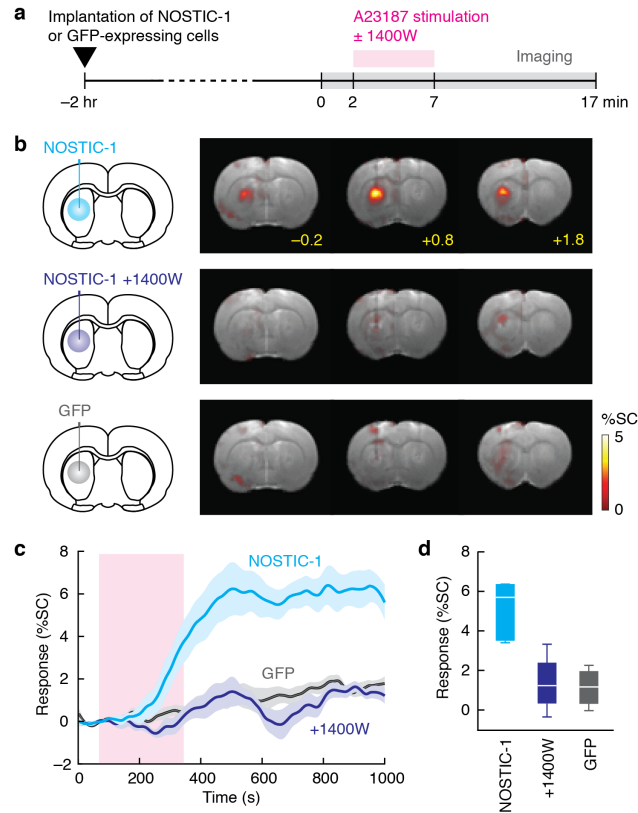 a
Implantation of NOSTIC-1
or GFP-expressing cells
A23187 stimulation
± 1400W
Imaging
–2 hr
0
2
7
17 min
b
NOSTIC-1
–0.2
+0.8
+1.8
NOSTIC-1 +1400W
GFP
%SC
5
0
c
8
6
4
2
0
–2
Response (%SC)
NOSTIC-1
GFP
+1400W
0
200
400
600
800
1000
Time (s)
d
8
6
4
2
0
Response (%SC)
NOSTIC-1
+1400W
GFP